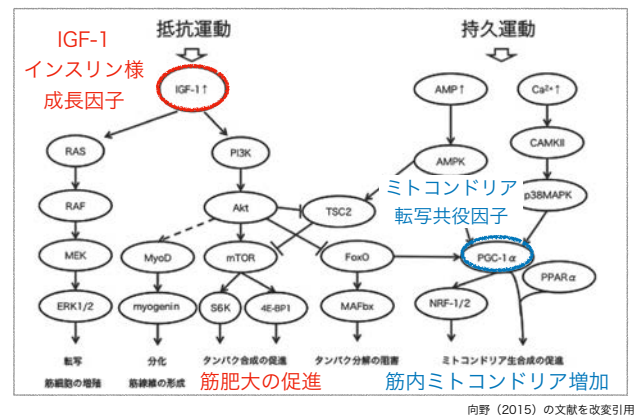 抵抗運動
持久運動
IGF-1
インスリン様
成長因子
IGF-1↑
AMP↑
Ca²⁺↑
RAS
PI3K
AMPK
CAMKⅡ
ミトコンドリア
転写共役因子
p38MAPK
RAF
Akt
TSC2
MEK
MyoD
mTOR
FoxO
PGC-1α
PPARα
ERK1/2
myogenin
S6K
4E-BP1
MAFbx
NRF-1/2
転写
分化
タンパク合成の促進
タンパク分解の阻害
ミトコンドリア生合成の促進
筋細胞の増殖
筋線維の形成
筋肥大の促進
筋内ミトコンドリア増加
向野（2015）の文献を改変引用